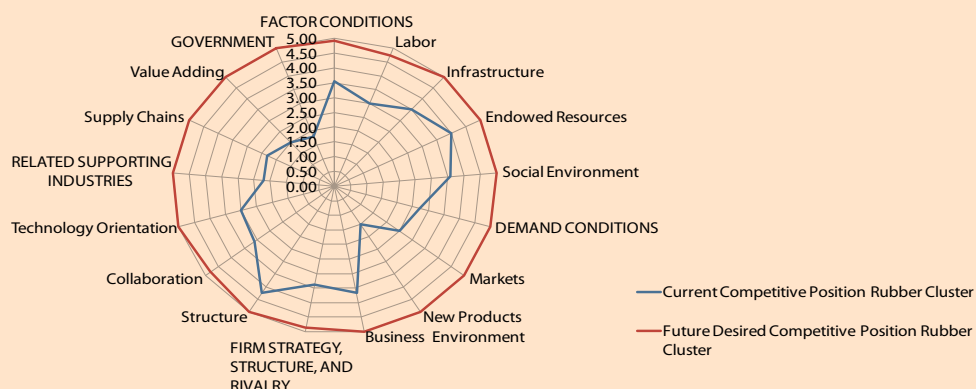 FACTOR CONDITIONS
5.00
4.50
4.00
3.50
3.00
2.50
2.00
1.50
1.00
0.50
0.00
Labor
Infrastructure
Endowed Resources
Social Environment
DEMAND CONDITIONS
Markets
New Products
Business Environment
FIRM STRATEGY,
STRUCTURE, AND
RIVALRY
Structure
Collaboration
Technology Orientation
RELATED SUPPORTING
INDUSTRIES
Supply Chains
Value Adding
GOVERNMENT
Current Competitive Position Rubber Cluster
Future Desired Competitive Position Rubber
Cluster